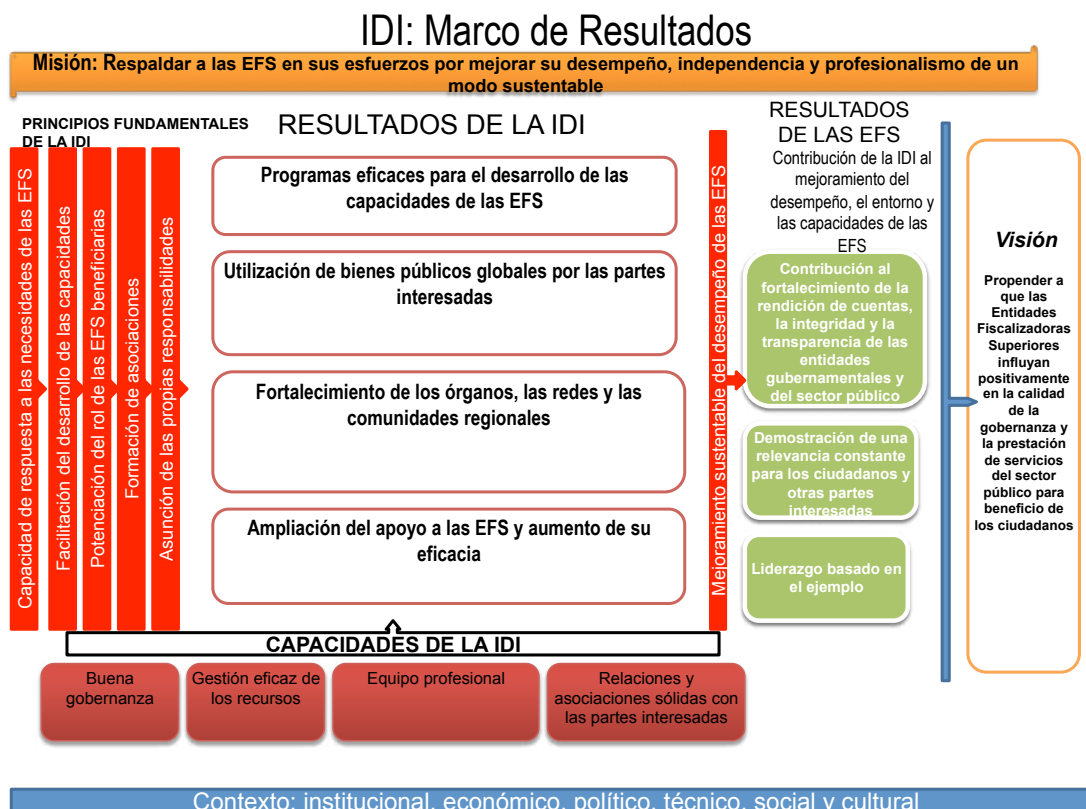 IDI: Marco de Resultados
Misión: Respaldar a las EFS en sus esfuerzos por mejorar su desempeño, independencia y profesionalismo de un
modo sustentable
PRINCIPIOS FUNDAMENTALES
DE LA IDI
Capacidad de respuesta a las necesidades de las EFS
Facilitación del desarrollo de las capacidades
Potenciación del rol de las EFS beneficiarias
Formación de asociaciones
Asunción de las propias responsabilidades
RESULTADOS DE LA IDI
Programas eficaces para el desarrollo de las
capacidades de las EFS
Utilización de bienes públicos globales por las partes
interesadas
Fortalecimiento de los órganos, las redes y las
comunidades regionales
Ampliación del apoyo a las EFS y aumento de su
eficacia
Mejoramiento sustentable del desempeño de las EFS
RESULTADOS
DE LAS EFS
Contribución de la IDI al
mejoramiento del
desempeño, el entorno y
las capacidades de las
EFS
Contribución al
fortalecimiento de la
rendición de cuentas,
la integridad y la
transparencia de las
entidades
gubernamentales y
del sector público
Demostración de una
relevancia constante
para los ciudadanos y
otras partes
interesadas
Liderazgo basado en
el ejemplo
Visión
Propender a
que las
Entidades
Fiscalizadoras
Superiores
influyan
positivamente
en la calidad
de la
gobernanza y
la prestación
de servicios
del sector
público para
beneficio de
los ciudadanos
CAPACIDADES DE LA IDI
Buena
gobernanza
Gestión eficaz de
los recursos
Equipo profesional
Relaciones y
asociaciones sólidas con
las partes interesadas
Contexto: institucional, económico, político, técnico, social y cultural